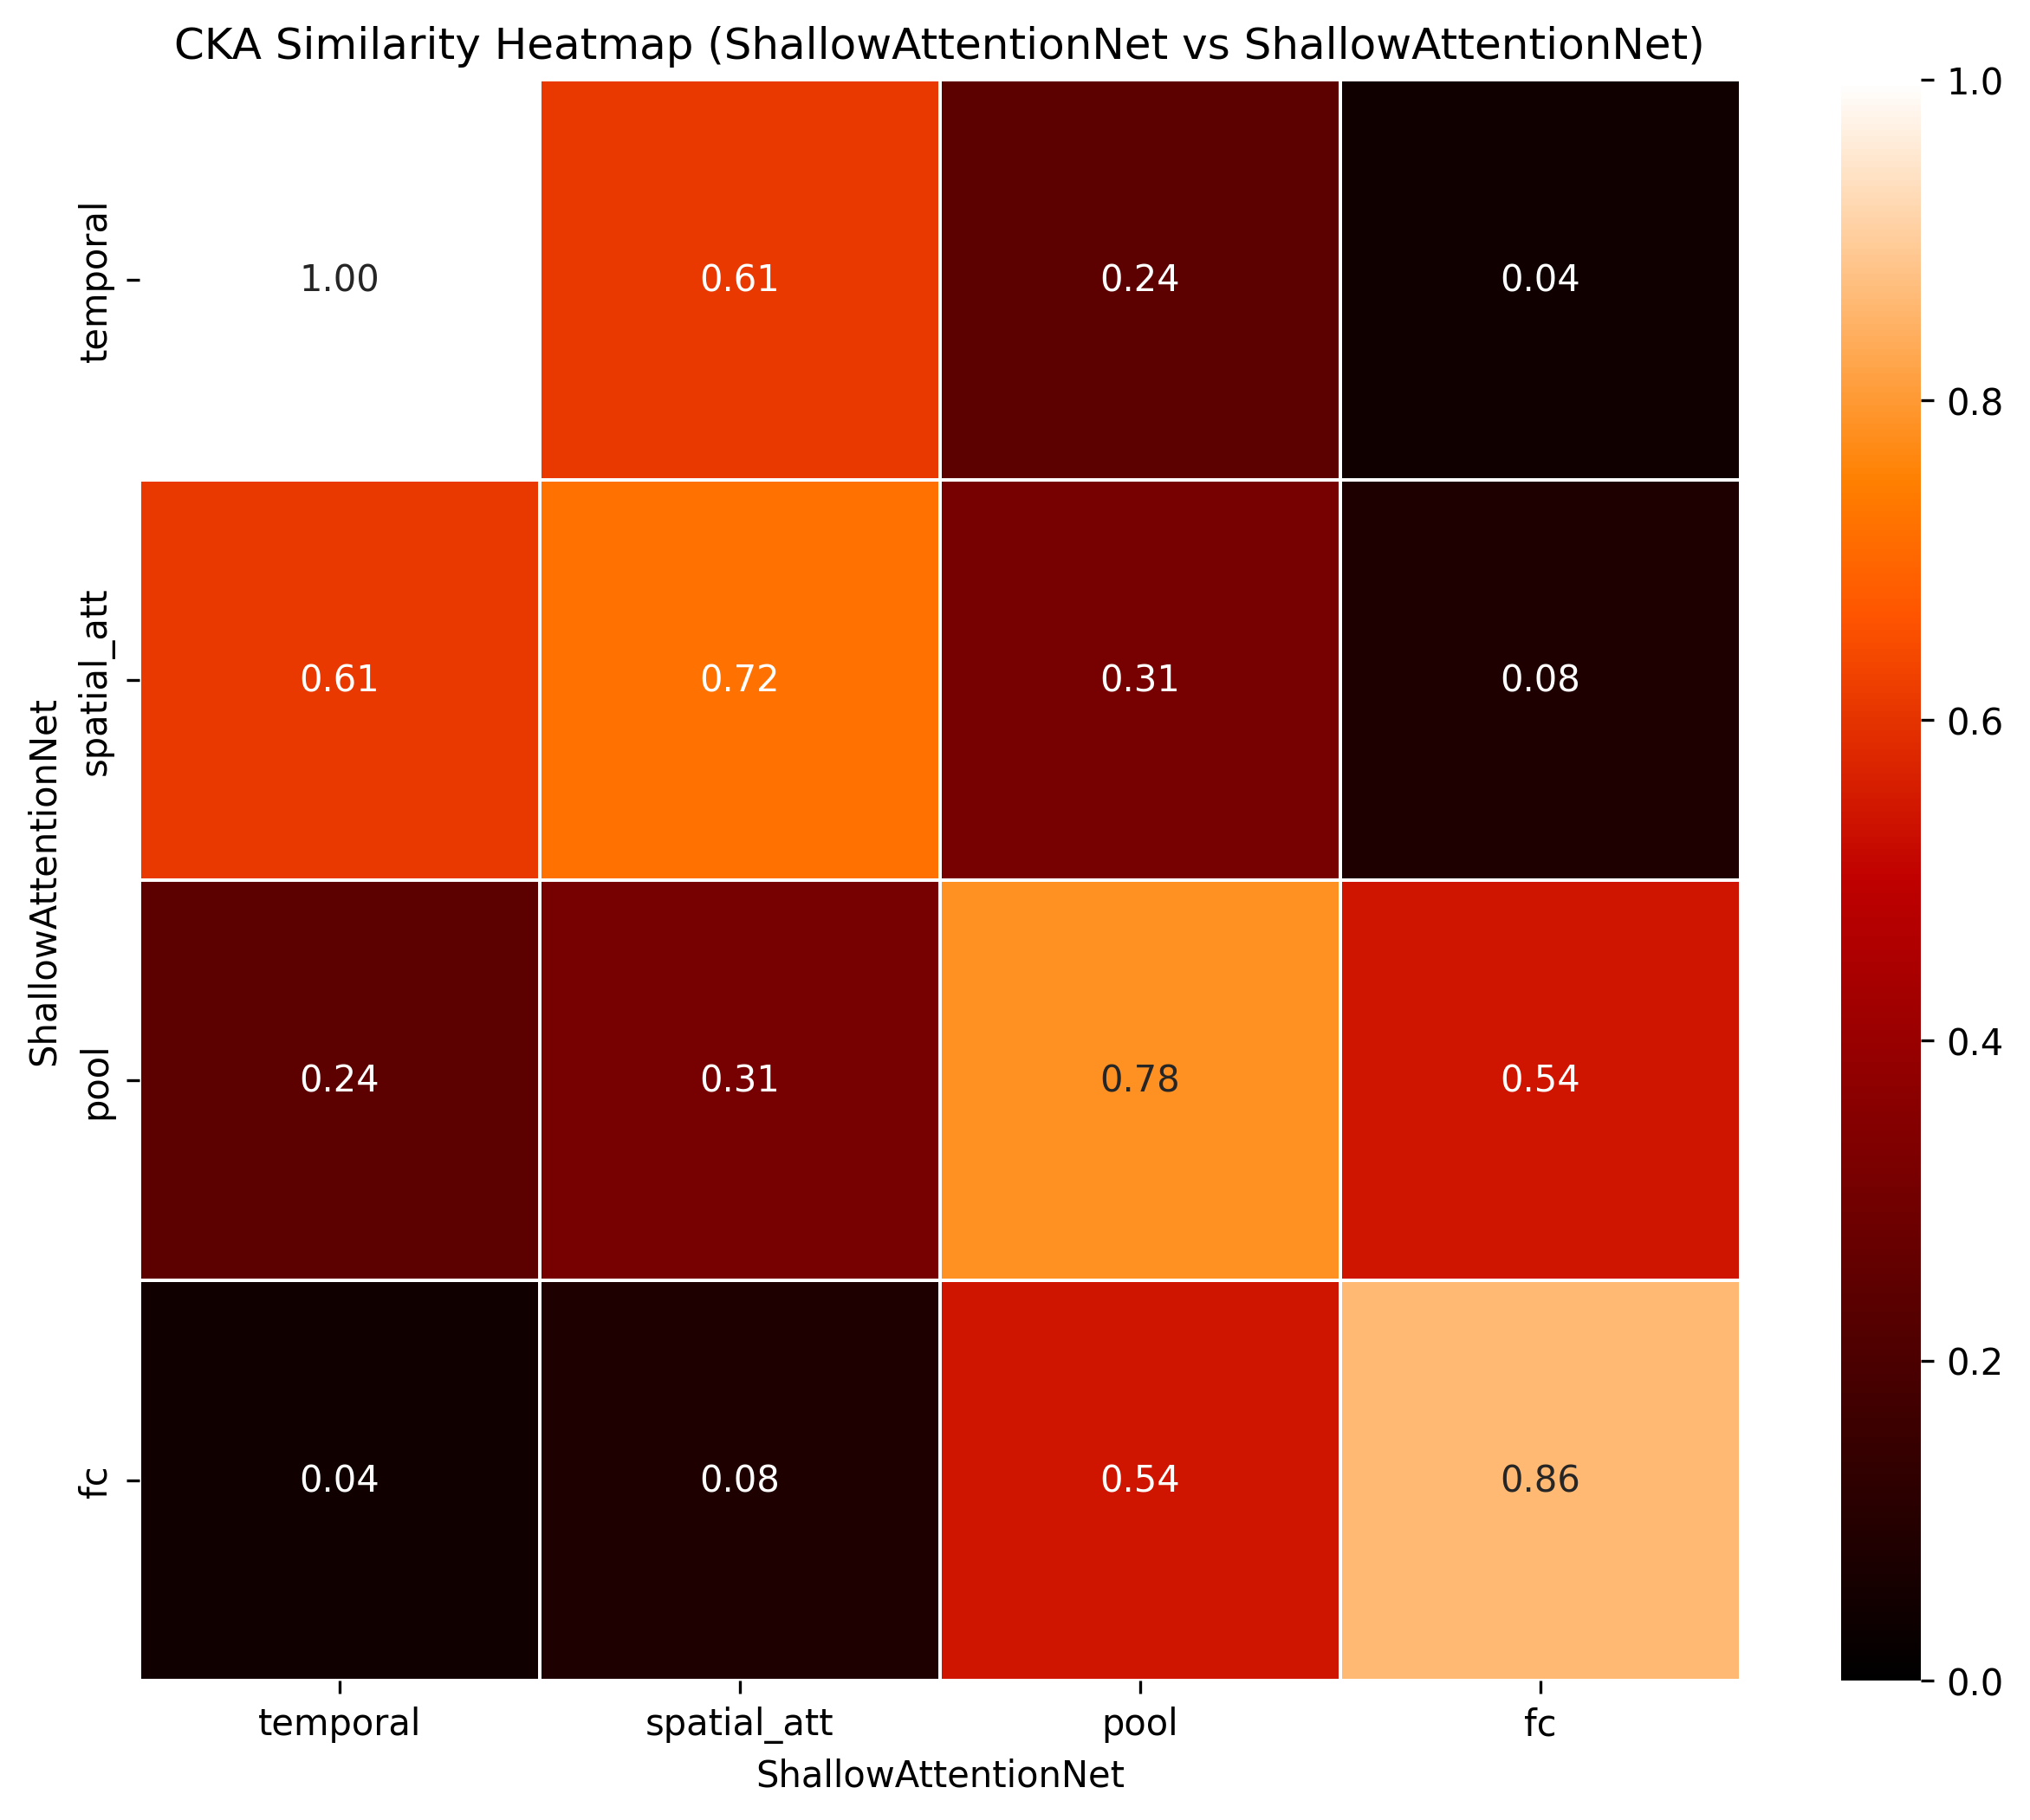 CKA Similarity Heatmap (ShallowAttentionNet vs ShallowAttentionNet)
ShallowAttentionNet
temporal
1.00 0.61 0.24 0.04
spatial_att
0.61 0.72 0.31 0.08
pool
0.24 0.31 0.78 0.54
fc
0.04 0.08 0.54 0.86
temporal spatial_att pool fc
ShallowAttentionNet
1.0
0.8
0.6
0.4
0.2
0.0